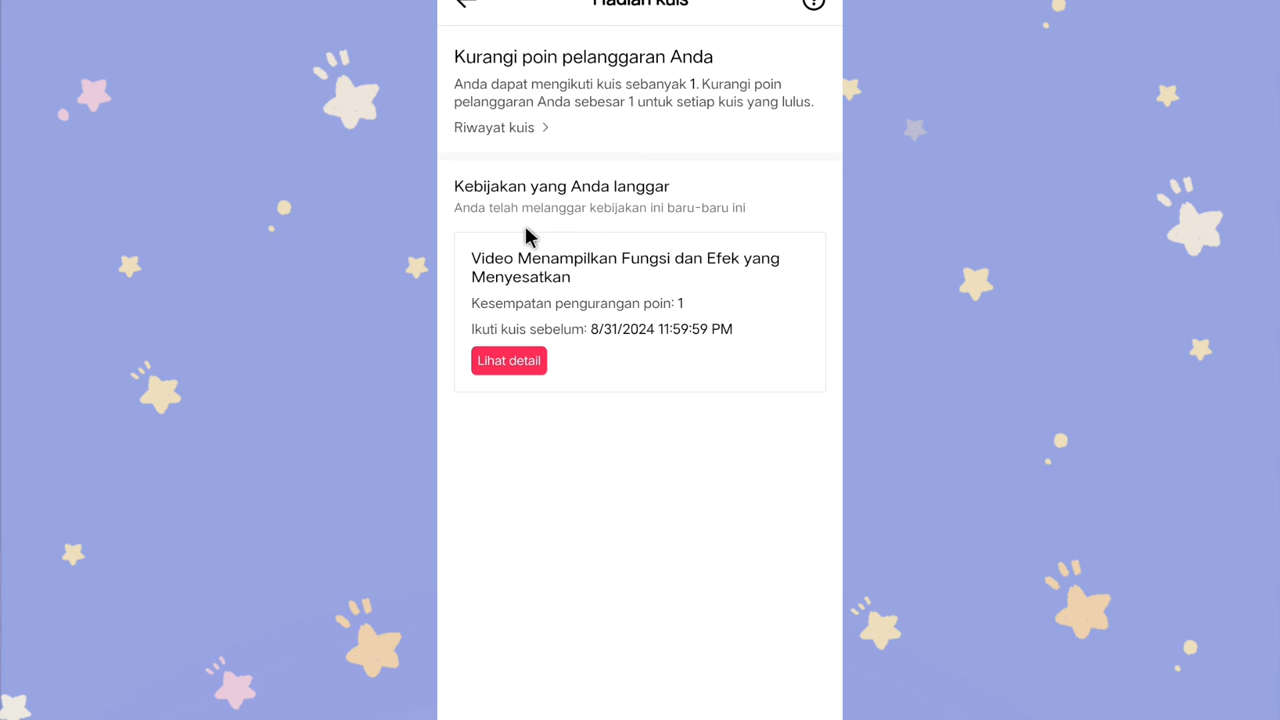 Hadiah kuis
Kurangi poin pelanggaran Anda
Anda dapat mengikuti kuis sebanyak 1. Kurangi poin
pelanggaran Anda sebesar 1 untuk setiap kuis yang lulus.
Riwayat kuis
Kebijakan yang Anda langgar
Anda telah melanggar kebijakan ini baru-baru ini
Video Menampilkan Fungsi dan Efek yang
Menyesatkan
Kesempatan pengurangan poin: 1
Ikuti kuis sebelum: 8/31/2024 11:59:59 PM
Lihat detail